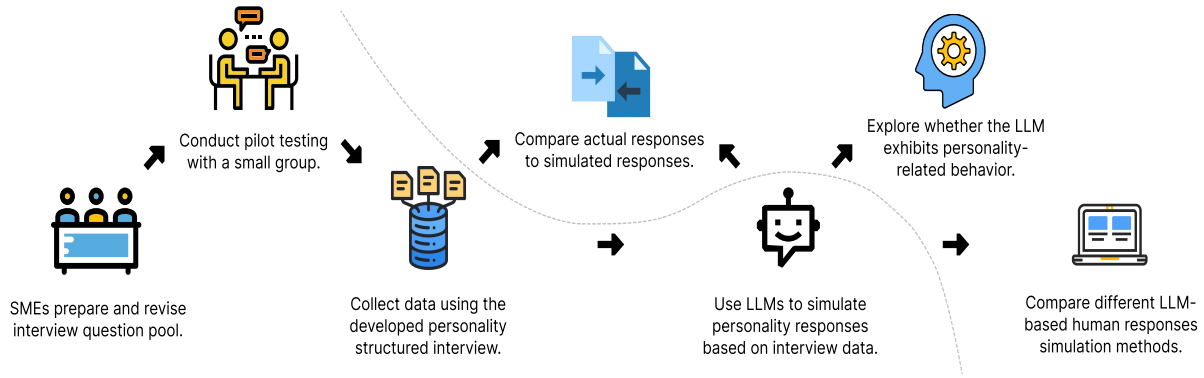 SMEs prepare and revise
interview question pool.
Conduct pilot testing
with a small group.
Collect data using the
developed personality
structured interview.
Compare actual responses
to simulated responses.
Use LLMs to simulate
personality responses
based on interview data.
Explore whether the LLM
exhibits personality-
related behavior.
Compare different LLM-
based human responses
simulation methods.